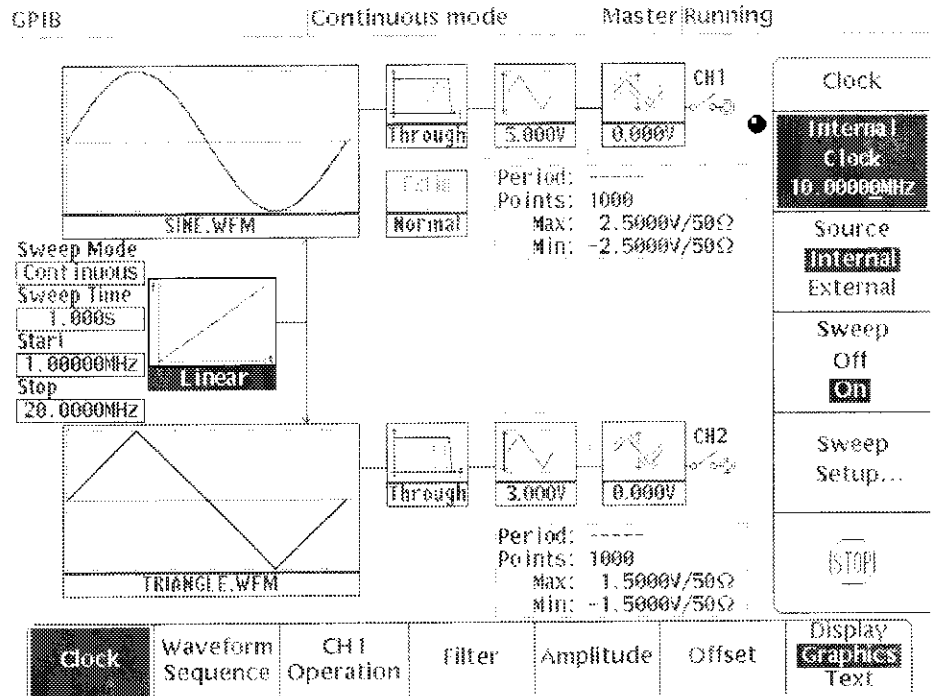 GPIB Continuous mode Master Running
CH1
Through 5.000V 0.000V
SINE.WFM
Normal
Period: -----
Points: 1000
Max: 2.5000V/50Ω
Min: -2.5000V/50Ω
Sweep Mode
Continuous
Sweep Time
1.000s
Start
1.00000MHz
Stop
20.0000MHz
Linear
CH2
Through 3.000V 0.000V
TRIANGLE.WFM
Period: -----
Points: 1000
Max: 1.5000V/50Ω
Min: -1.5000V/50Ω
Clock
Internal
Clock
10.00000MHz
Source
Internal
External
Sweep
Off
On
Sweep
Setup...
STOP
Clock
Waveform
Sequence
CH1
Operation
Filter
Amplitude
Offset
Display
Graphics
Text